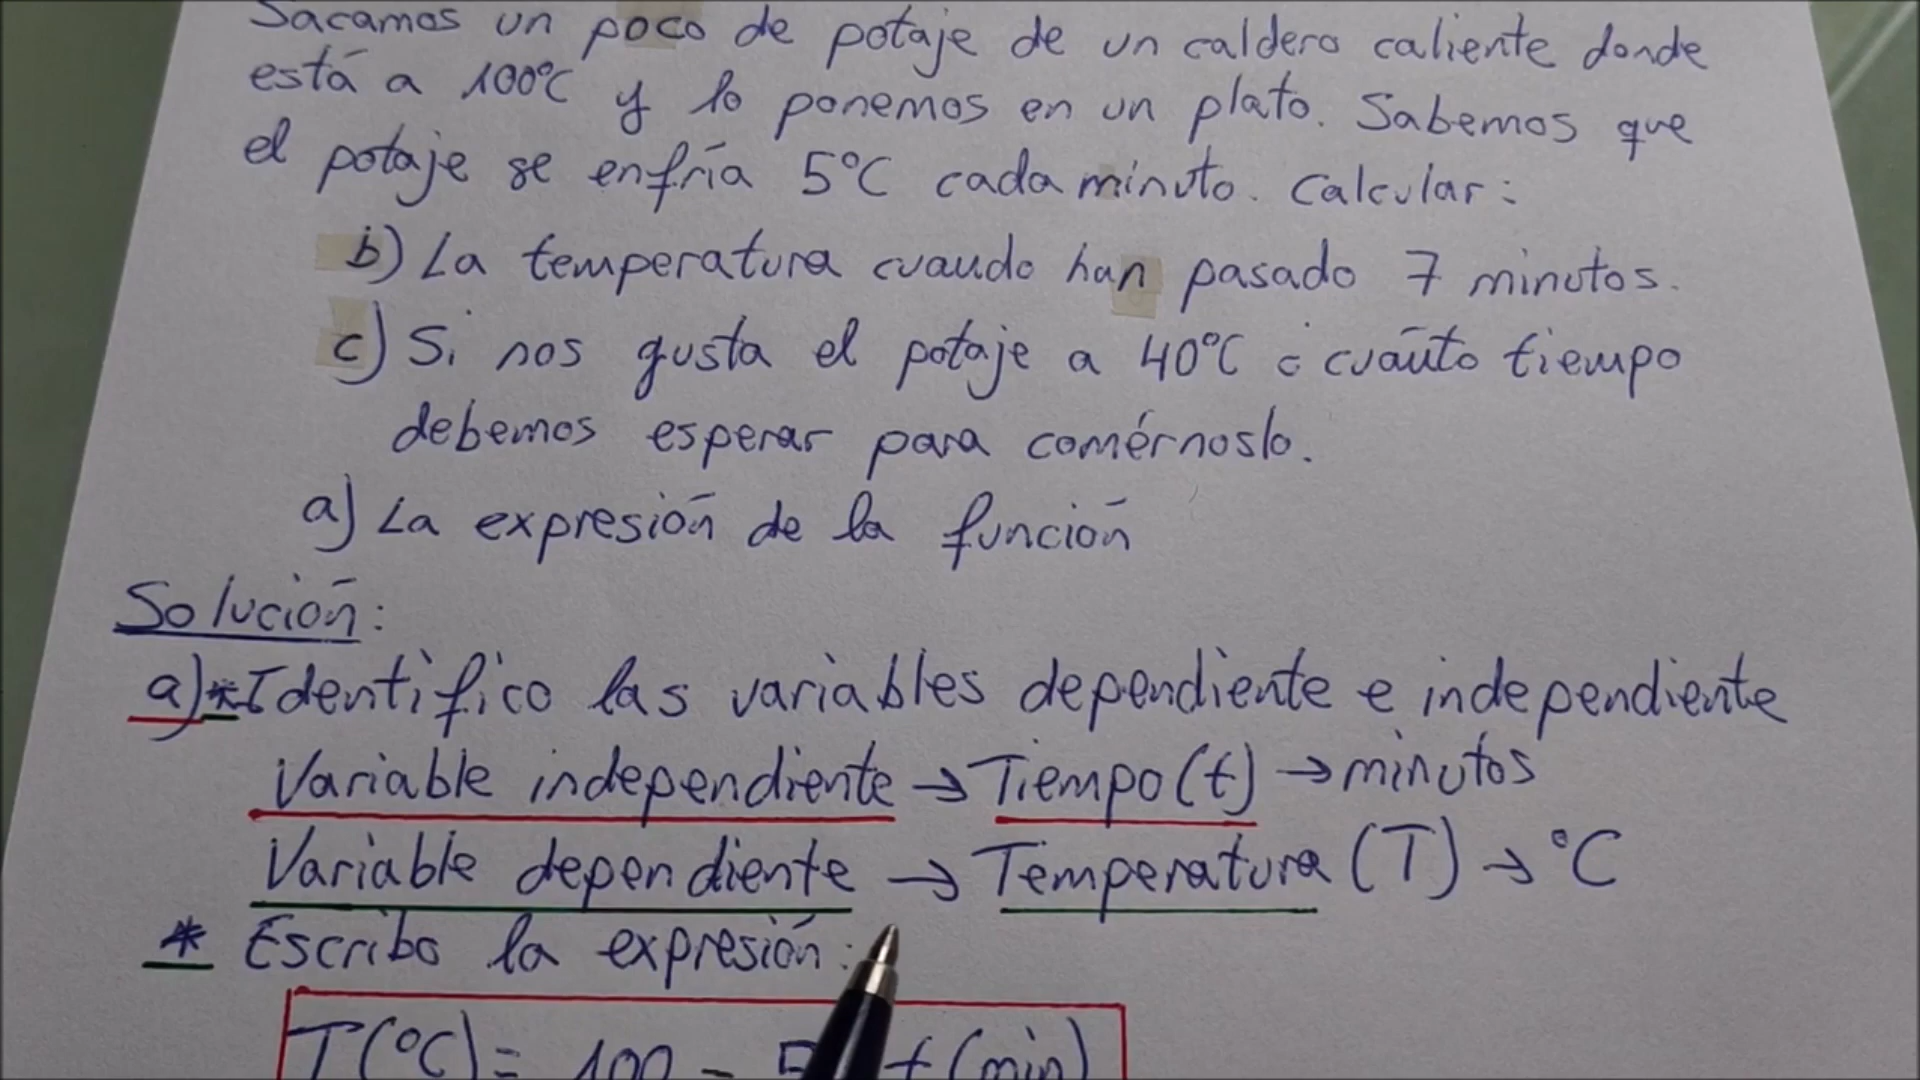 Sacamos un poco de potaje de un caldero caliente donde
está a 100°C y lo ponemos en un plato. Sabemos que
el potaje se enfría 5°C cada minuto. Calcular:
b) La temperatura cuando han pasado 7 minutos.
c) Si nos gusta el potaje a 40°C ¿cuánto tiempo
debemos esperar para comérnoslo.
a) La expresión de la función
Solución:
a)* Identifico las variables dependiente e independiente
Variable independiente → Tiempo (t) → minutos
Variable dependiente → Temperatura (T) → °C
* Escribo la expresión:
T(°C) = 100 - 5 t (min)